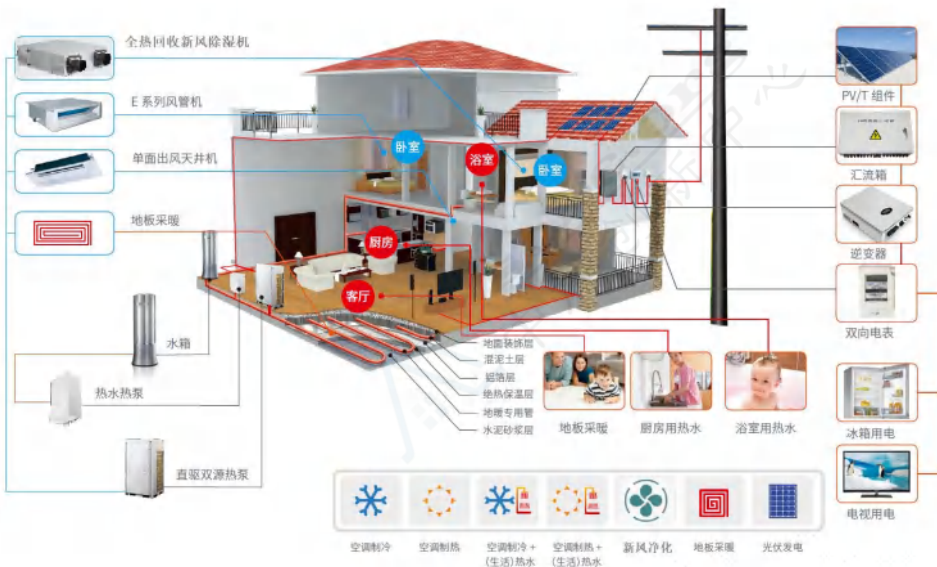 全热回收新风除湿机
E系列风管机
单面出风天井机
地板采暖
水箱
热水热泵
直驱双源热泵
卧室
浴室
卧室
厨房
客厅
地面装饰层
混泥土层
铝箔层
绝热保温层
地暖专用管
水泥砂浆层
地板采暖
厨房用热水
浴室用热水
PV/T 组件
汇流箱
逆变器
双向电表
冰箱用电
电视用电
空调制冷
空调制热
空调制冷 +
(生活)热水
空调制热 +
(生活)热水
新风净化
地板采暖
光伏发电